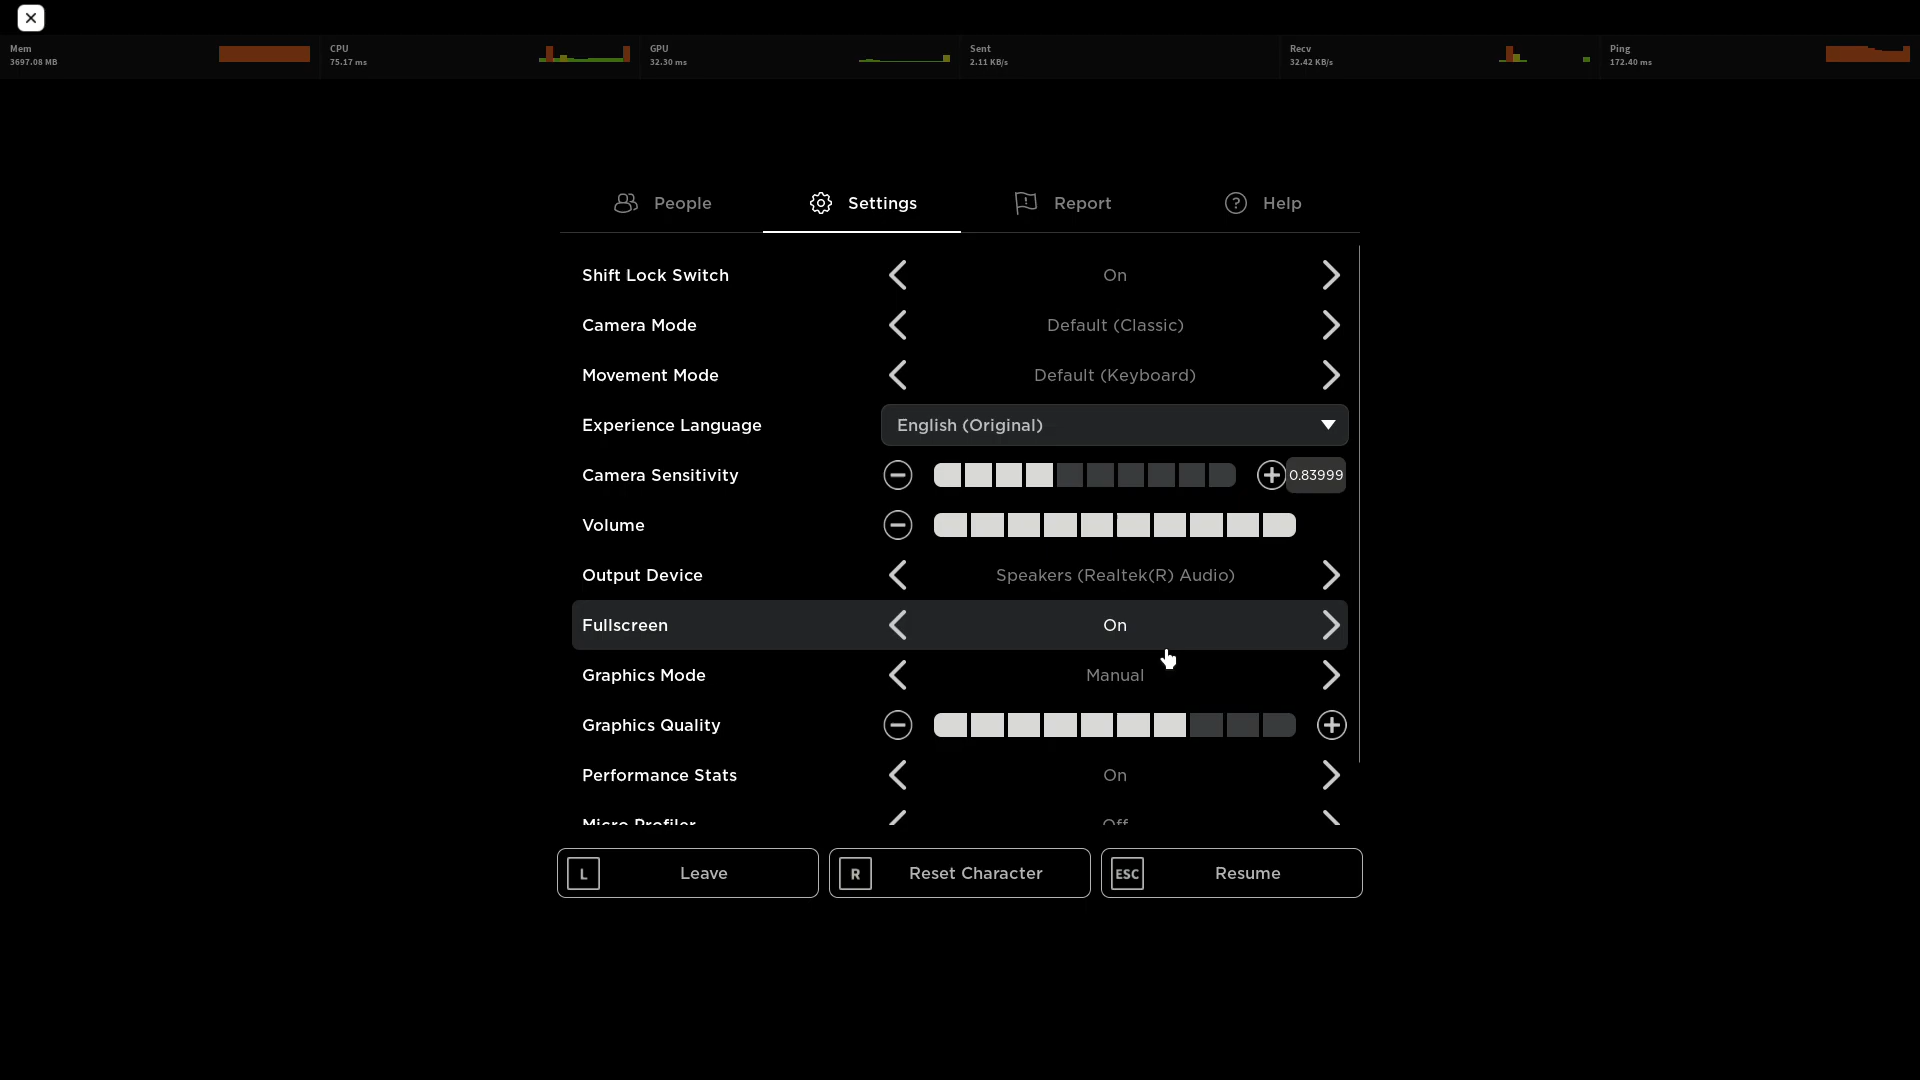 Mem
3697.08 MB
CPU
75.17 ms
GPU
32.30 ms
Sent
2.11 KB/s
Recv
32.42 KB/s
Ping
172.40 ms
People
Settings
Report
Help
Shift Lock Switch On
Camera Mode Default (Classic)
Movement Mode Default (Keyboard)
Experience Language English (Original)
Camera Sensitivity 0.83999
Volume
Output Device Speakers (Realtek(R) Audio)
Fullscreen On
Graphics Mode Manual
Graphics Quality
Performance Stats On
Micro Profiler Off
L Leave
R Reset Character
ESC Resume